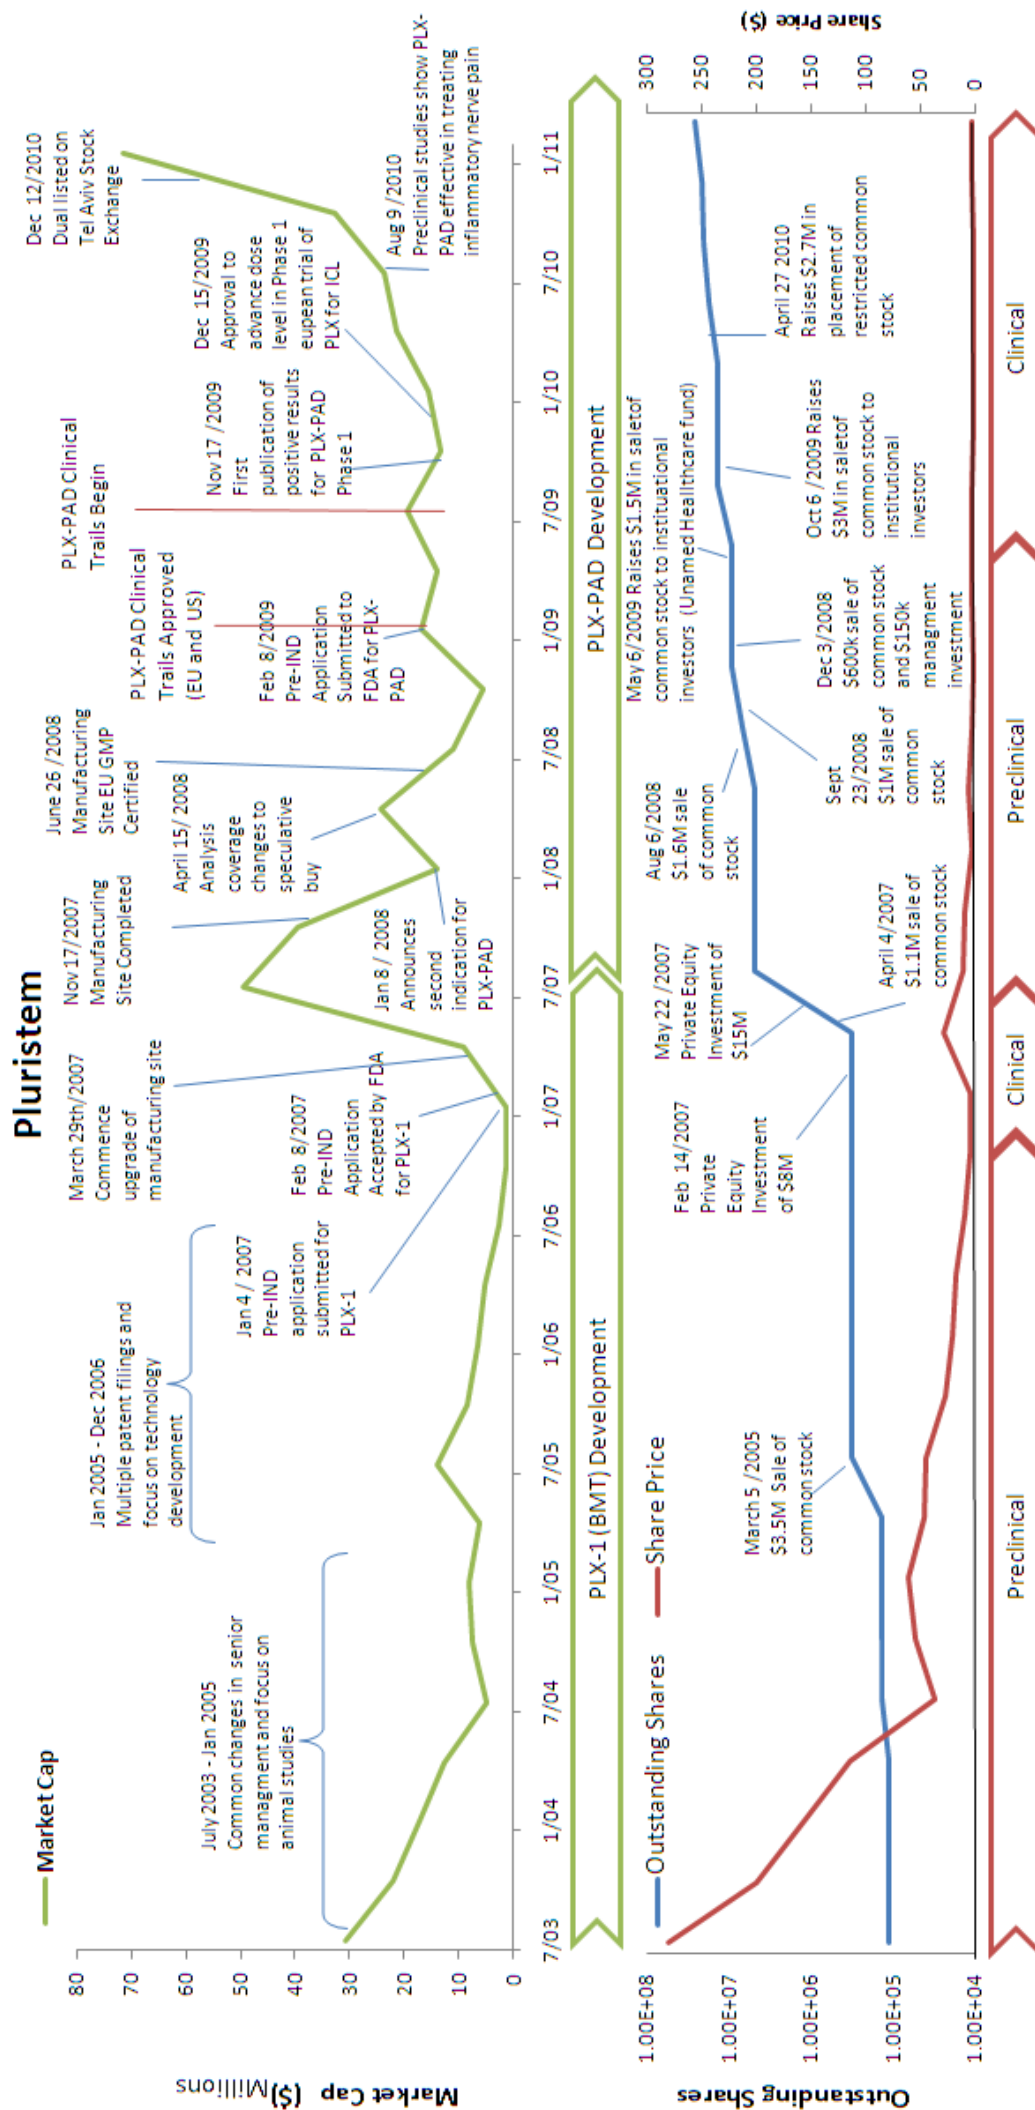 Pluristem
Market Cap
Market Cap ($)
Millions
80
70
60
50
40
30
20
10
0
7/03
1/04
7/04
1/05
7/05
1/06
7/06
1/07
7/07
1/08
7/08
1/09
7/09
1/10
7/10
1/11
July 2003 - Jan 2005
Common changes in senior
managment and focus on
animal studies
Jan 2005 - Dec 2006
Multiple patent filings and
focus on technology
development
Jan 4 / 2007
Pre-IND
application
submitted for
PLX-1
Feb 8/2007
Pre-IND
Application
Accepted by FDA
for PLX-1
March 29th/2007
Commence
upgrade of
manufacturing site
Nov 17/2007
Manufacturing
Site Completed
Jan 8 / 2008
Announces
second
indication for
PLX-PAD
April 15/ 2008
Analysis
coverage
changes to
speculative
buy
June 26 /2008
Manufacturing
Site EU GMP
Certified
PLX-PAD Clinical
Trails Approved
(EU and US)
Feb 8/2009
Pre-IND
Application
Submitted to
FDA for PLX-
PAD
PLX-PAD Clinical
Trails Begin
Nov 17 /2009
First
publication of
positive results
for PLX-PAD
Phase 1
Dec 15/2009
Approval to
advance dose
level in Phase 1
eupean trial of
PLX for ICL
Aug 9 /2010
Preclinical studies show PLX-
PAD effective in treating
inflammatory nerve pain
Dec 12/2010
Dual listed on
Tel Aviv Stock
Exchange
PLX-1 (BMT) Development
PLX-PAD Development
Outstanding Shares
Share Price
Outstanding Shares
1.00E+08
1.00E+07
1.00E+06
1.00E+05
1.00E+04
Share Price ($)
300
250
200
150
100
50
0
March 5 /2005
$3.5M Sale of
common stock
Feb 14/2007
Private
Equity
Investment
of $8M
May 22 /2007
Private Equity
Investment of
$15M
April 4/2007
$1.1M sale of
common stock
Aug 6/2008
$1.6M sale
of common
stock
Sept
23/2008
$1M sale of
common
stock
Dec 3/2008
$600k sale of
common stock
and $150k
managment
investment
May 6/2009 Raises $1.5M in saleof
common stock to instituational
investors (Unamed Healthcare fund)
Oct 6 /2009 Raises
$3M in saletof
common stock to
institutional
investors
April 27 2010
Raises $2.7M in
placement of
restricted common
stock
Preclinical
Clinical
Preclinical
Clinical